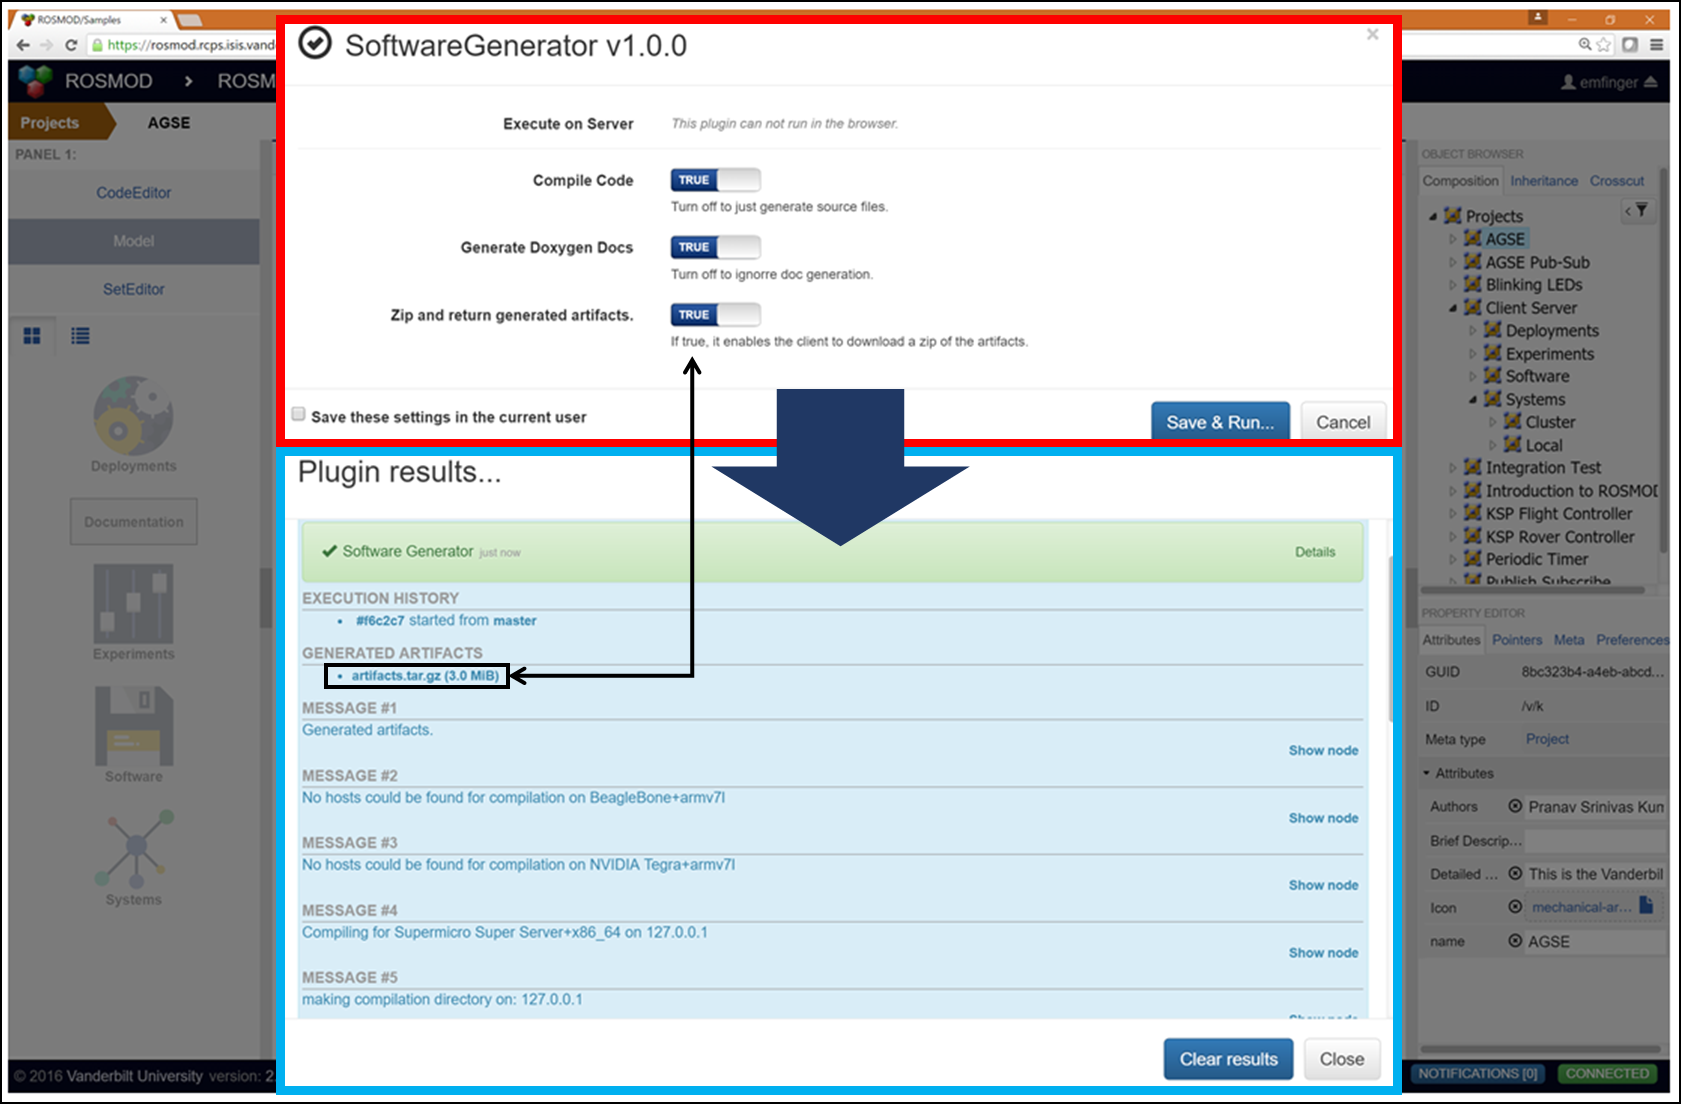 ROSMOD/Samples
https://rosmod.rcps.isis.vand
ROSMOD > ROSM
emfinger
Projects
AGSE
PANEL 1:
CodeEditor
Model
SetEditor
Deployments
Documentation
Experiments
Software
Systems
SoftwareGenerator v1.0.0
Execute on Server
This plugin can not run in the browser.
Compile Code
TRUE
Turn off to just generate source files.
Generate Doxygen Docs
TRUE
Turn off to ignorre doc generation.
Zip and return generated artifacts.
TRUE
If true, it enables the client to download a zip of the artifacts.
Save these settings in the current user
Save & Run...
Cancel
Plugin results...
Software Generator just now
Details
EXECUTION HISTORY
• #f6c2c7 started from master
GENERATED ARTIFACTS
• artifacts.tar.gz (3.0 MiB)
MESSAGE #1
Generated artifacts.
Show node
MESSAGE #2
No hosts could be found for compilation on BeagleBone+armv7l
Show node
MESSAGE #3
No hosts could be found for compilation on NVIDIA Tegra+armv7l
Show node
MESSAGE #4
Compiling for Supermicro Super Server+x86_64 on 127.0.0.1
Show node
MESSAGE #5
making compilation directory on: 127.0.0.1
Show node
Clear results
Close
OBJECT BROWSER
Composition Inheritance Crosscut
Projects
AGSE
AGSE Pub-Sub
Blinking LEDs
Client Server
Deployments
Experiments
Software
Systems
Cluster
Local
Integration Test
Introduction to ROSMOD
KSP Flight Controller
KSP Rover Controller
Periodic Timer
Publish Subscribe
PROPERTY EDITOR
Attributes Pointers Meta Preferences
GUID 8bc323b4-a4eb-abcd...
ID /v/k
Meta type Project
Attributes
Authors Pranav Srinivas Kum
Brief Descrip...
Detailed ... This is the Vanderbil
Icon mechanical-ar...
name AGSE
© 2016 Vanderbilt University version: 2.
NOTIFICATIONS [0]
CONNECTED